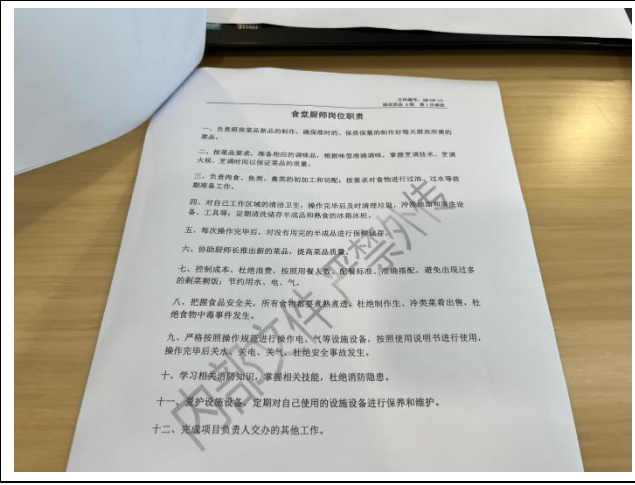 食堂厨师岗位职责
一、负责厨房菜品新品的制作，确保准时的、保质保量的制作好每天厨房所需的
菜品。
二、按菜品要求，准备相应的调味品，根据味型准确调味，掌握烹调技术、烹调
火候、烹调时间以保证菜品的质量。
三、负责肉食、鱼类、禽类的初加工和切配；按要求对食物进行过油、过水等前
期准备工作。
四、对自己工作区域的清洁卫生，操作完毕后及时清理垃圾，冲洗地面和清洗设
备、工具等；定期清洗储存半成品和熟食的冰箱冰柜。
五、每次操作完毕后，对没有用完的半成品进行保鲜储存。
六、协助厨师长推出新的菜品，提高菜品质量。
七、控制成本、杜绝浪费，按照用餐人数、配餐标准、准确搭配，避免出现过多
的剩菜剩饭；节约用水、电、气。
八、把握食品安全关，所有食物都要煮熟煮透，杜绝制作生、冷类菜肴出售，杜
绝食物中毒事件发生。
九、严格按照操作规范进行操作电、气等设施设备，按照使用说明书进行使用，
操作完毕后关水、关电、关气，杜绝安全事故发生。
十、学习相关消防知识，掌握相关技能，杜绝消防隐患。
十一、爱护设施设备，定期对自己使用的设施设备进行保养和维护。
十二、完成项目负责人交办的其他工作。
内部文件 严禁外传